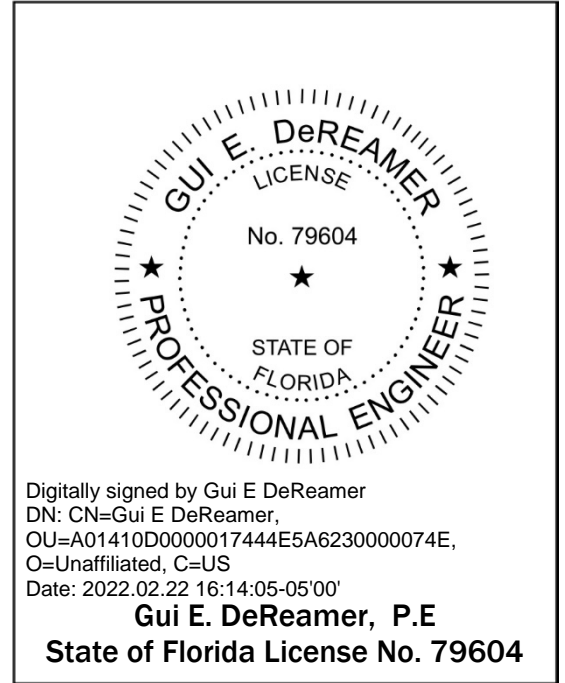 GUI E. DeREAMER
LICENSE
No. 79604
★ ★ ★
STATE OF
FLORIDA
PROFESSIONAL ENGINEER
Digitally signed by Gui E DeReamer
DN: CN=Gui E DeReamer,
OU=A01410D0000017444E5A6230000074E,
O=Unaffiliated, C=US
Date: 2022.02.22 16:14:05-05'00'
Gui E. DeReamer, P.E
State of Florida License No. 79604